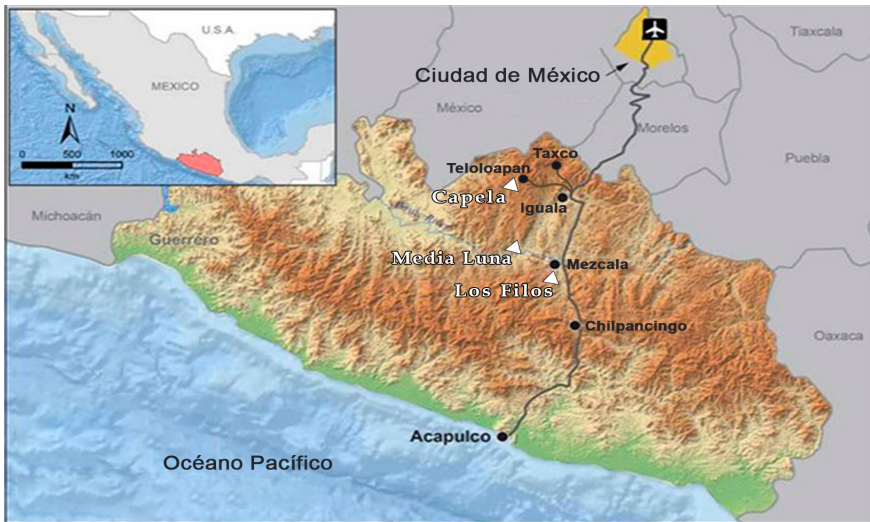 U.S.A.
MEXICO
N
0 500 1000
km
Ciudad de México
Tlaxcala
México
Morelos
Puebla
Taxco
Teloloapan
Capela
Iguala
Michoacán
Guerrero
Media Luna
Mezcala
Los Filos
Chilpancingo
Oaxaca
Acapulco
Océano Pacífico